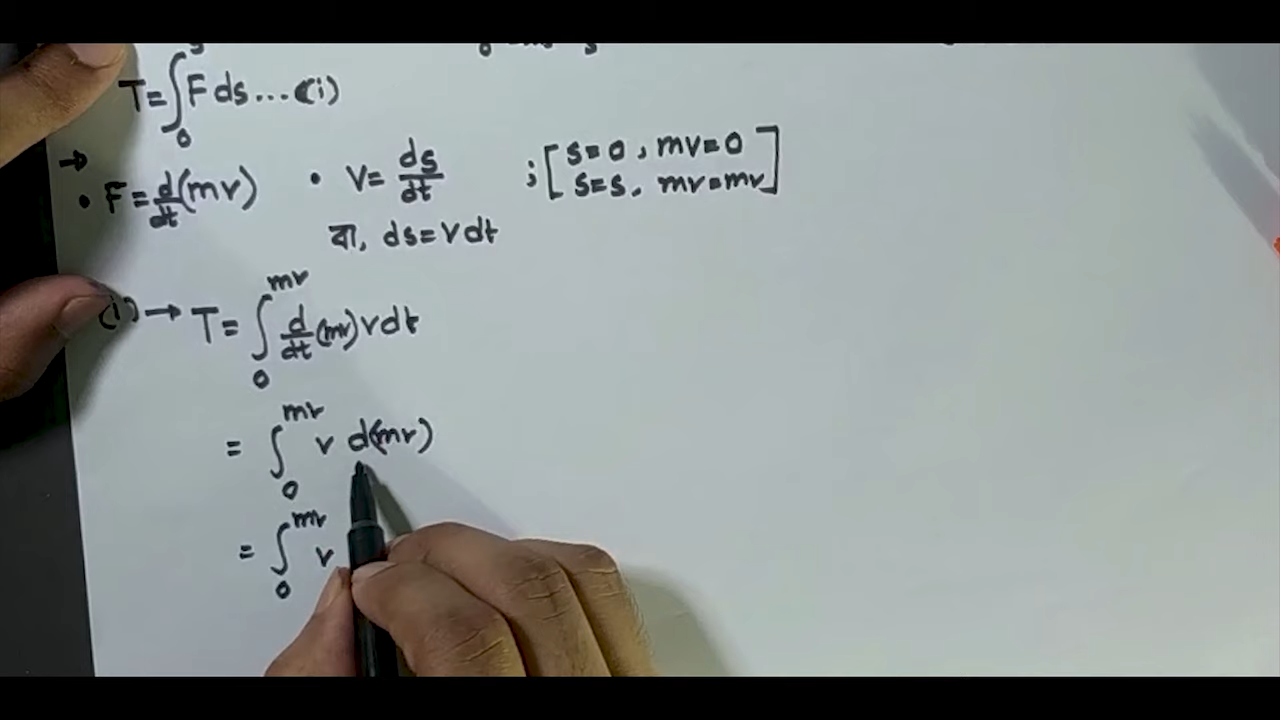 T=∫₀ˢ F ds ... (i)
→
• F = d/dt (mv) • v = ds/dt ; [s=0, mv=0
s=s, mv=mv]
বা, ds = v dt
(i) → T = ∫₀ᵐᵛ d/dt (mv) v dt
= ∫₀ᵐᵛ v d(mv)
= ∫₀ᵐᵛ v